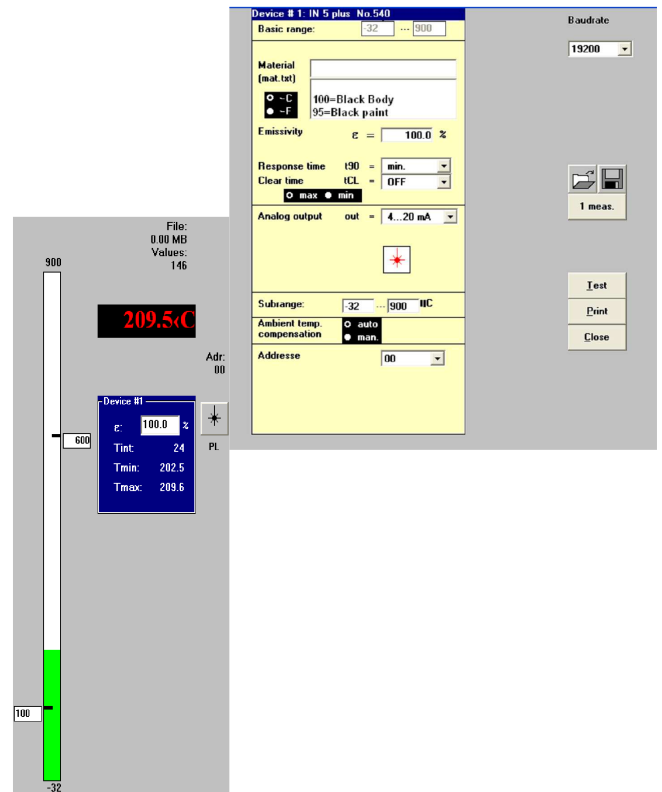 Device # 1: IN 5 plus No.540
Basic range: -32 ... 900
Material
(mat.txt)
~C
~F
100=Black Body
95=Black paint
Emissivity ε = 100.0 %
Response time t90 = min.
Clear time tCL = OFF
max min
Analog output out = 4...20 mA
Subrange: -32 ... 900 C
Ambient temp. auto
compensation man.
Addresse 00
Baudrate
19200
1 meas.
Test
Print
Close
File:
0.00 MB
Values:
146
900
209.5‹C
Adr:
00
Device #1
ε: 100.0 %
Tint: 24
Tmin: 202.5
Tmax: 209.6
PL
600
100
-32